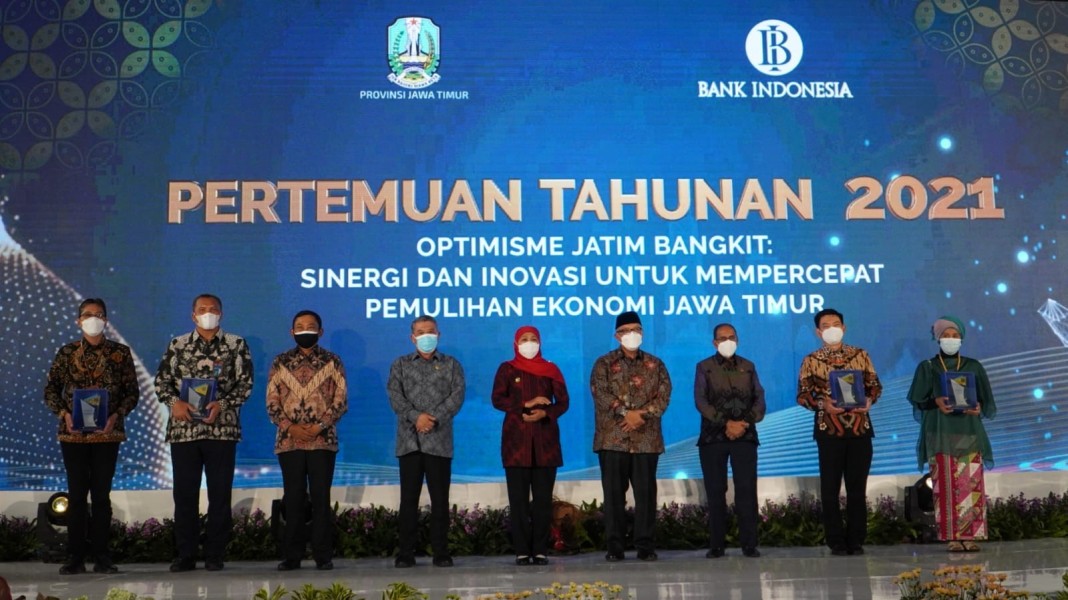 PROVINSI JAWA TIMUR
BANK INDONESIA
PERTEMUAN TAHUNAN 2021
OPTIMISME JATIM BANGKIT:
SINERGI DAN INOVASI UNTUK MEMPERCEPAT
PEMULIHAN EKONOMI JAWA TIMUR